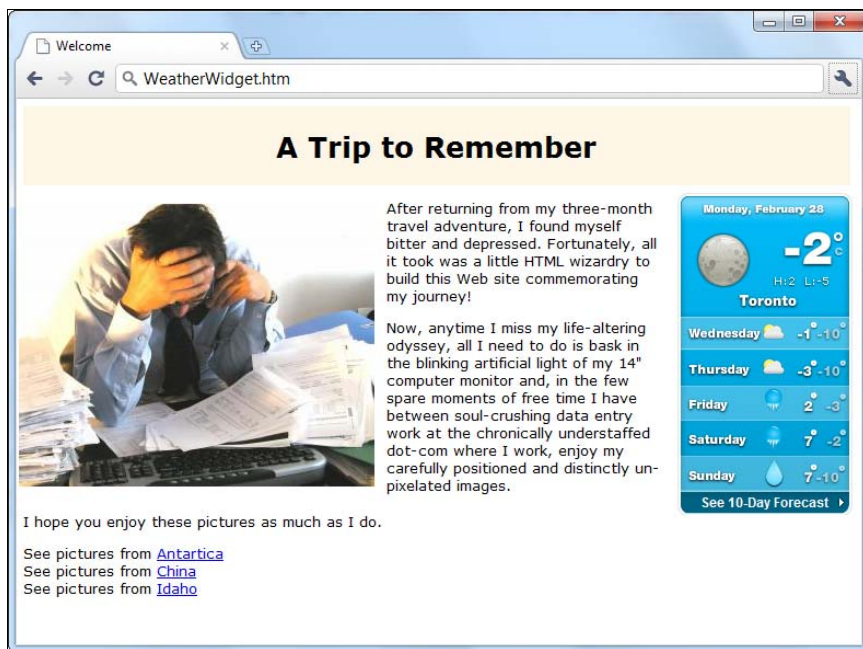 Welcome
WeatherWidget.htm
A Trip to Remember
After returning from my three-month
travel adventure, I found myself
bitter and depressed. Fortunately, all
it took was a little HTML wizardry to
build this Web site commemorating
my journey!
Now, anytime I miss my life-altering
odyssey, all I need to do is bask in
the blinking artificial light of my 14"
computer monitor and, in the few
spare moments of free time I have
between soul-crushing data entry
work at the chronically understaffed
dot-com where I work, enjoy my
carefully positioned and distinctly un-
pixelated images.
I hope you enjoy these pictures as much as I do.
See pictures from Antartica
See pictures from China
See pictures from Idaho
Monday, February 28
-2° c
H:2 L:-5
Toronto
Wednesday -1° -10°
Thursday -3° -10°
Friday 2° -3°
Saturday 7° -2°
Sunday 7° -10°
See 10-Day Forecast